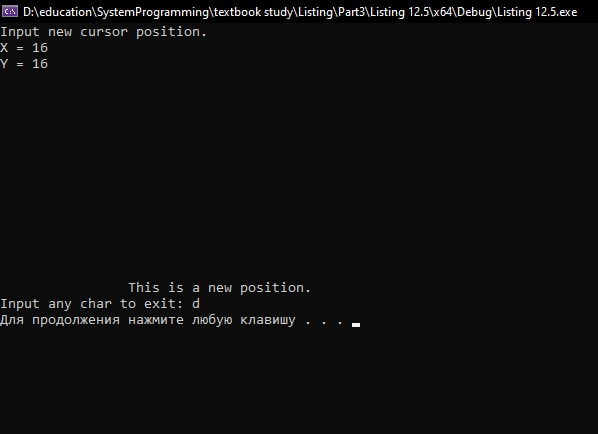 D:\education\SystemProgramming\textbook study\Listing\Part3\Listing 12.5\x64\Debug\Listing 12.5.exe
Input new cursor position.
X = 16
Y = 16
This is a new position.
Input any char to exit: d
Для продолжения нажмите любую клавишу . . .